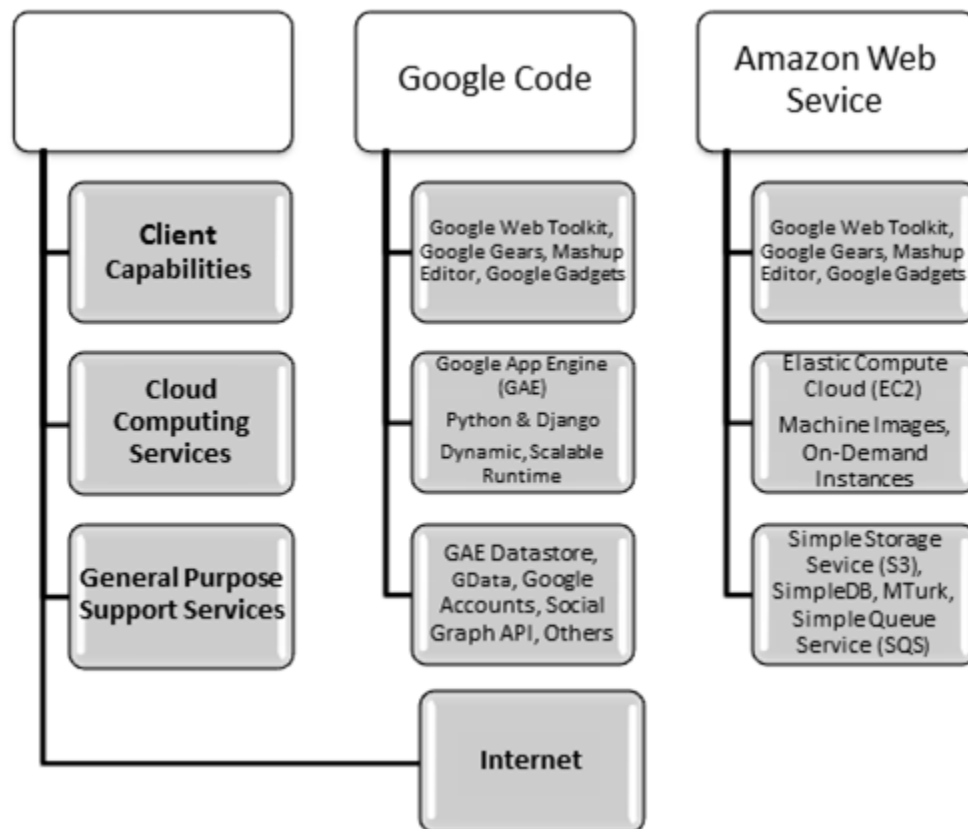 Google Code
Amazon Web
Sevice
Client
Capabilities
Google Web Toolkit,
Google Gears, Mashup
Editor, Google Gadgets
Google Web Toolkit,
Google Gears, Mashup
Editor, Google Gadgets
Cloud
Computing
Services
Google App Engine
(GAE)
Python & Django
Dynamic, Scalable
Runtime
Elastic Compute
Cloud (EC2)
Machine Images,
On-Demand
Instances
General Purpose
Support Services
GAE Datastore,
GData, Google
Accounts, Social
Graph API, Others
Simple Storage
Sevice (S3),
SimpleDB, MTurk,
Simple Queue
Service (SQS)
Internet